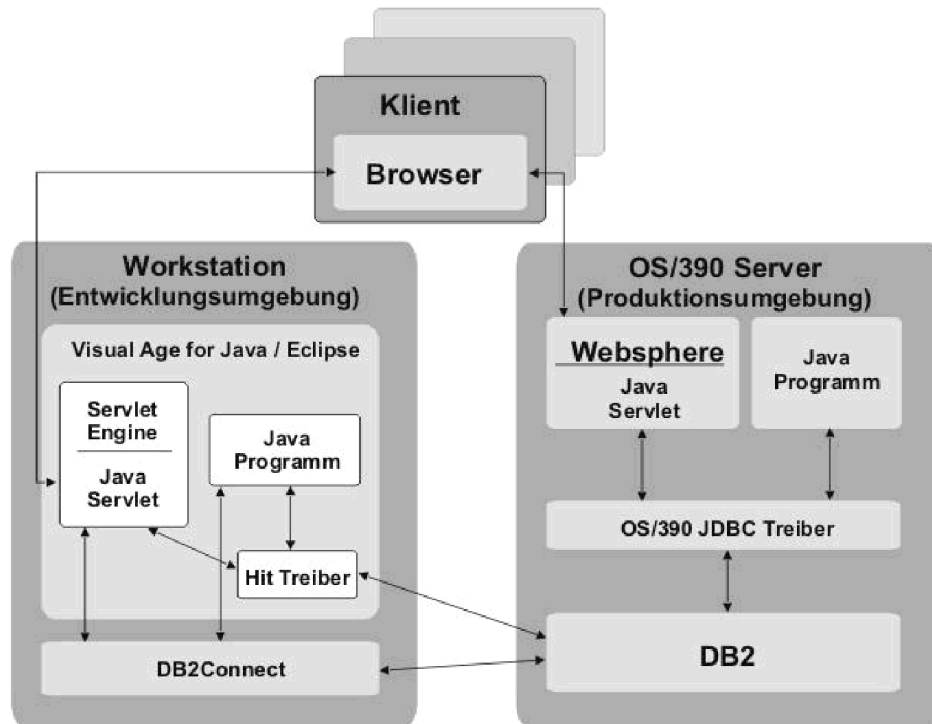 Klient
Browser
Workstation
(Entwicklungsumgebung)
Visual Age for Java / Eclipse
Servlet
Engine
Java
Servlet
Java
Programm
Hit Treiber
DB2Connect
OS/390 Server
(Produktionsumgebung)
Websphere
Java
Servlet
Java
Programm
OS/390 JDBC Treiber
DB2